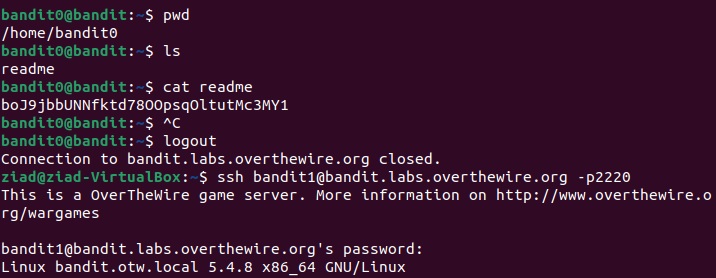 bandit0@bandit:~$ pwd
/home/bandit0
bandit0@bandit:~$ ls
readme
bandit0@bandit:~$ cat readme
boJ9jbbUNNfktd78OOpsqOltutMc3MY1
bandit0@bandit:~$ ^C
bandit0@bandit:~$ logout
Connection to bandit.labs.overthewire.org closed.
ziad@ziad-VirtualBox:~$ ssh bandit1@bandit.labs.overthewire.org -p2220
This is a OverTheWire game server. More information on http://www.overthewire.o
rg/wargames
bandit1@bandit.labs.overthewire.org's password:
Linux bandit.otw.local 5.4.8 x86_64 GNU/Linux